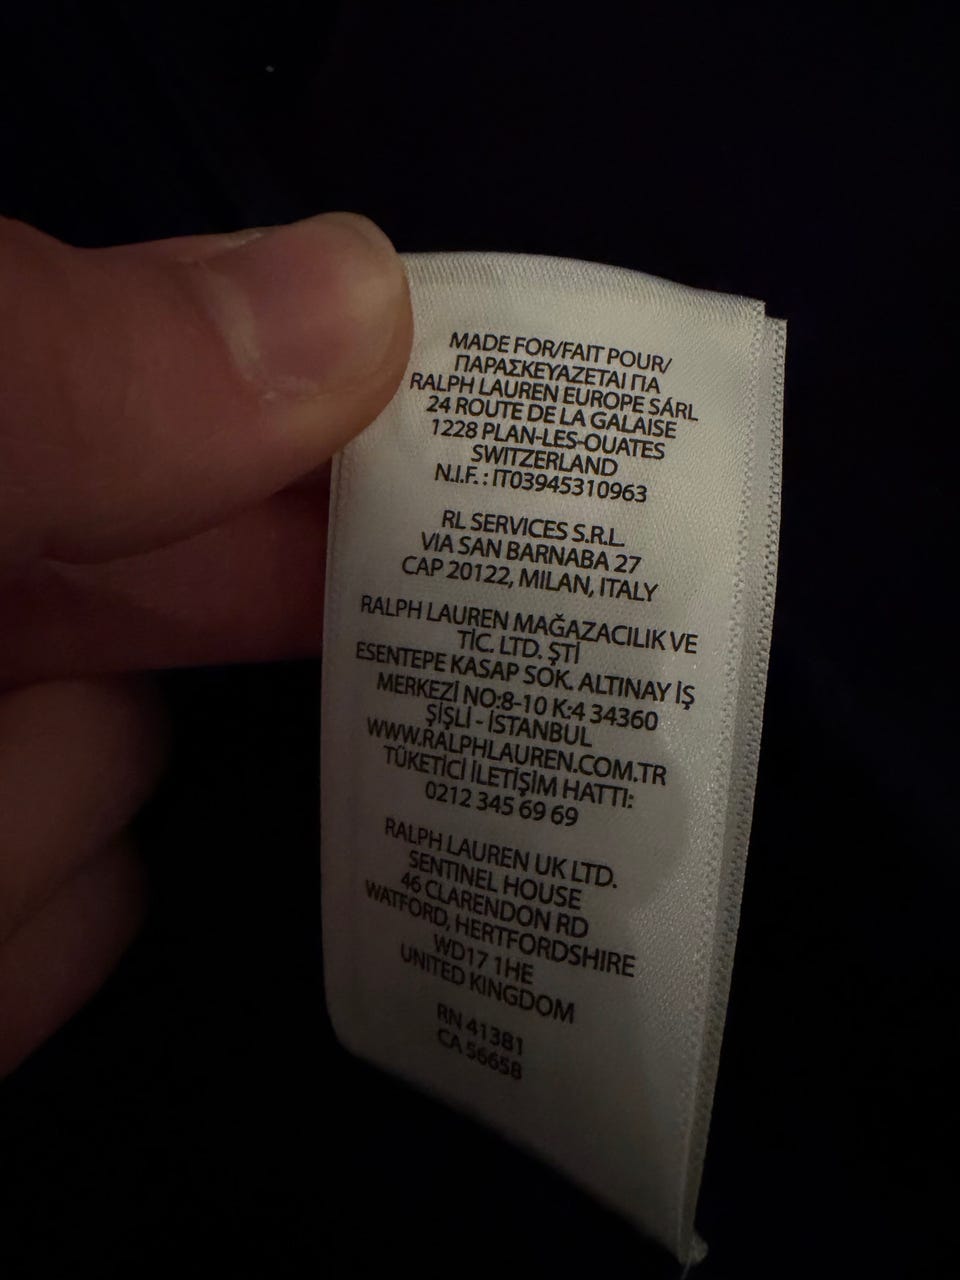 MADE FOR/FAIT POUR/
ΠΑΡΑΣΚΕΥΑΖΕΤΑΙ ΓΙΑ
RALPH LAUREN EUROPE SÁRL
24 ROUTE DE LA GALAISE
1228 PLAN-LES-OUATES
SWITZERLAND
N.I.F. : IT03945310963
RL SERVICES S.R.L.
VIA SAN BARNABA 27
CAP 20122, MILAN, ITALY
RALPH LAUREN MAĞAZACILIK VE
TİC. LTD. ŞTİ
ESENTEPE KASAP SOK. ALTINAY İŞ
MERKEZİ NO:8-10 K:4 34360
ŞİŞLİ - İSTANBUL
WWW.RALPHLAUREN.COM.TR
TÜKETİCİ İLETİŞİM HATTI:
0212 345 69 69
RALPH LAUREN UK LTD.
SENTINEL HOUSE
46 CLARENDON RD
WATFORD, HERTFORDSHIRE
WD17 1HE
UNITED KINGDOM
RN 41381
CA 56658